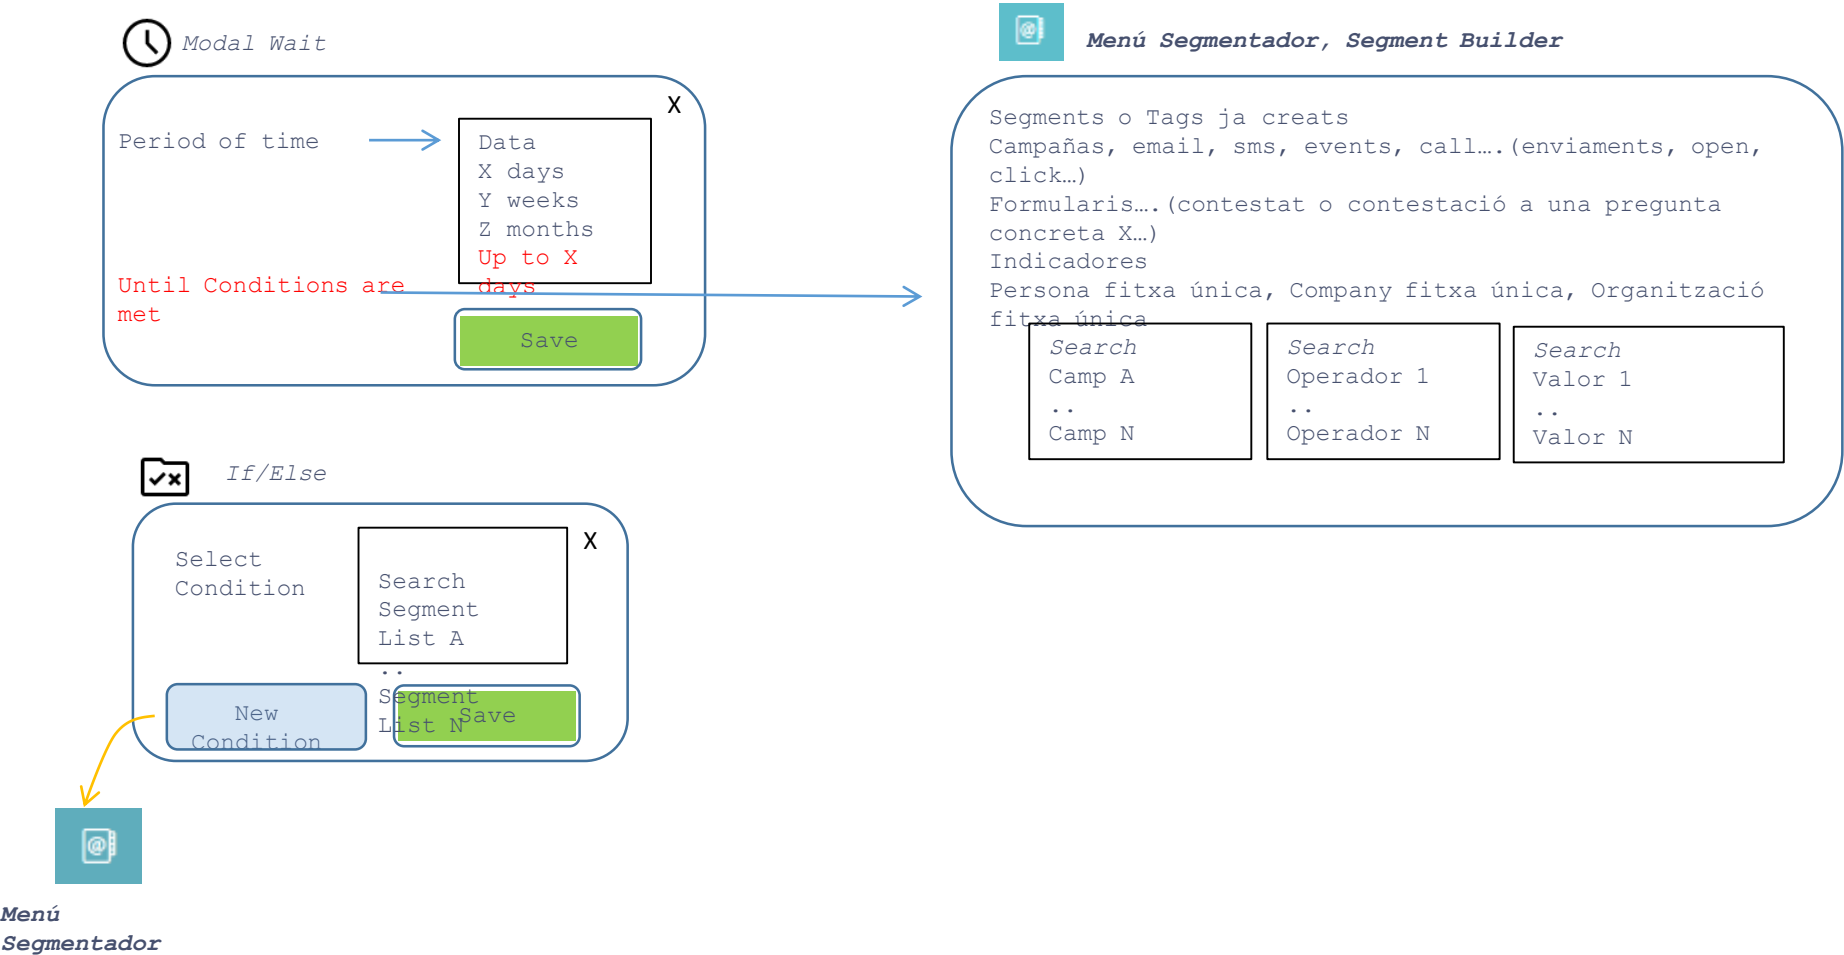 Modal Wait
X
Period of time
Data
X days
Y weeks
Z months
Up to X
days
Until Conditions are
met
Save
Menú Segmentador, Segment Builder
Segments o Tags ja creats
Campañas, email, sms, events, call….(enviaments, open,
click…)
Formularis….(contestat o contestació a una pregunta
concreta X…)
Indicadores
Persona fitxa única, Company fitxa única, Organització
fitxa única
Search
Camp A
..
Camp N
Search
Operador 1
..
Operador N
Search
Valor 1
..
Valor N
If/Else
X
Select
Condition
Search
Segment
List A
..
Segment
List N
New
Condition
Save
Menú
Segmentador